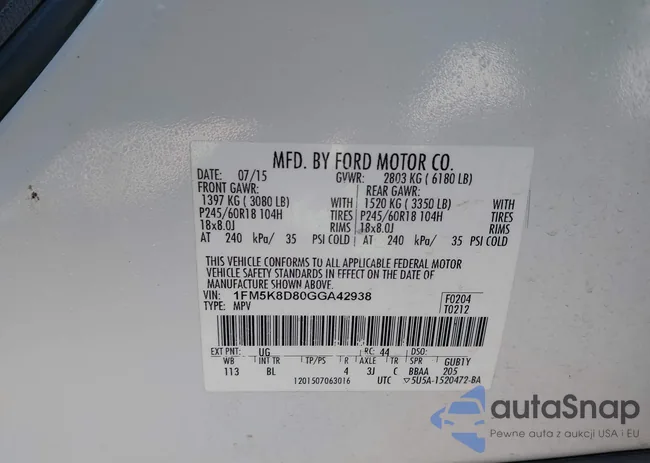 MFD. BY FORD MOTOR CO.
DATE: 07/15 GVWR: 2803 KG ( 6180 LB)
FRONT GAWR: REAR GAWR:
1397 KG ( 3080 LB) WITH 1520 KG ( 3350 LB) WITH
P245/60R18 104H TIRES P245/60R18 104H TIRES
18x8.0J RIMS 18x8.0J RIMS
AT 240 kPa/ 35 PSI COLD AT 240 kPa/ 35 PSI COLD
THIS VEHICLE CONFORMS TO ALL APPLICABLE FEDERAL MOTOR
VEHICLE SAFETY STANDARDS IN EFFECT ON THE DATE OF
MANUFACTURE SHOWN ABOVE.
VIN: 1FM5K8D80GGA42938 F0204
TYPE: MPV T0212
EXT PNT: UG RC: 44 DSO:
WB INT TR TP/PS R AXLE TR SPR GUB1Y
113 BL 4 3J C BBAA 205
1201507063016 UTC ▽5U5A-1520472-BA
autoSnap
Pewne auta z aukcji USA i EU